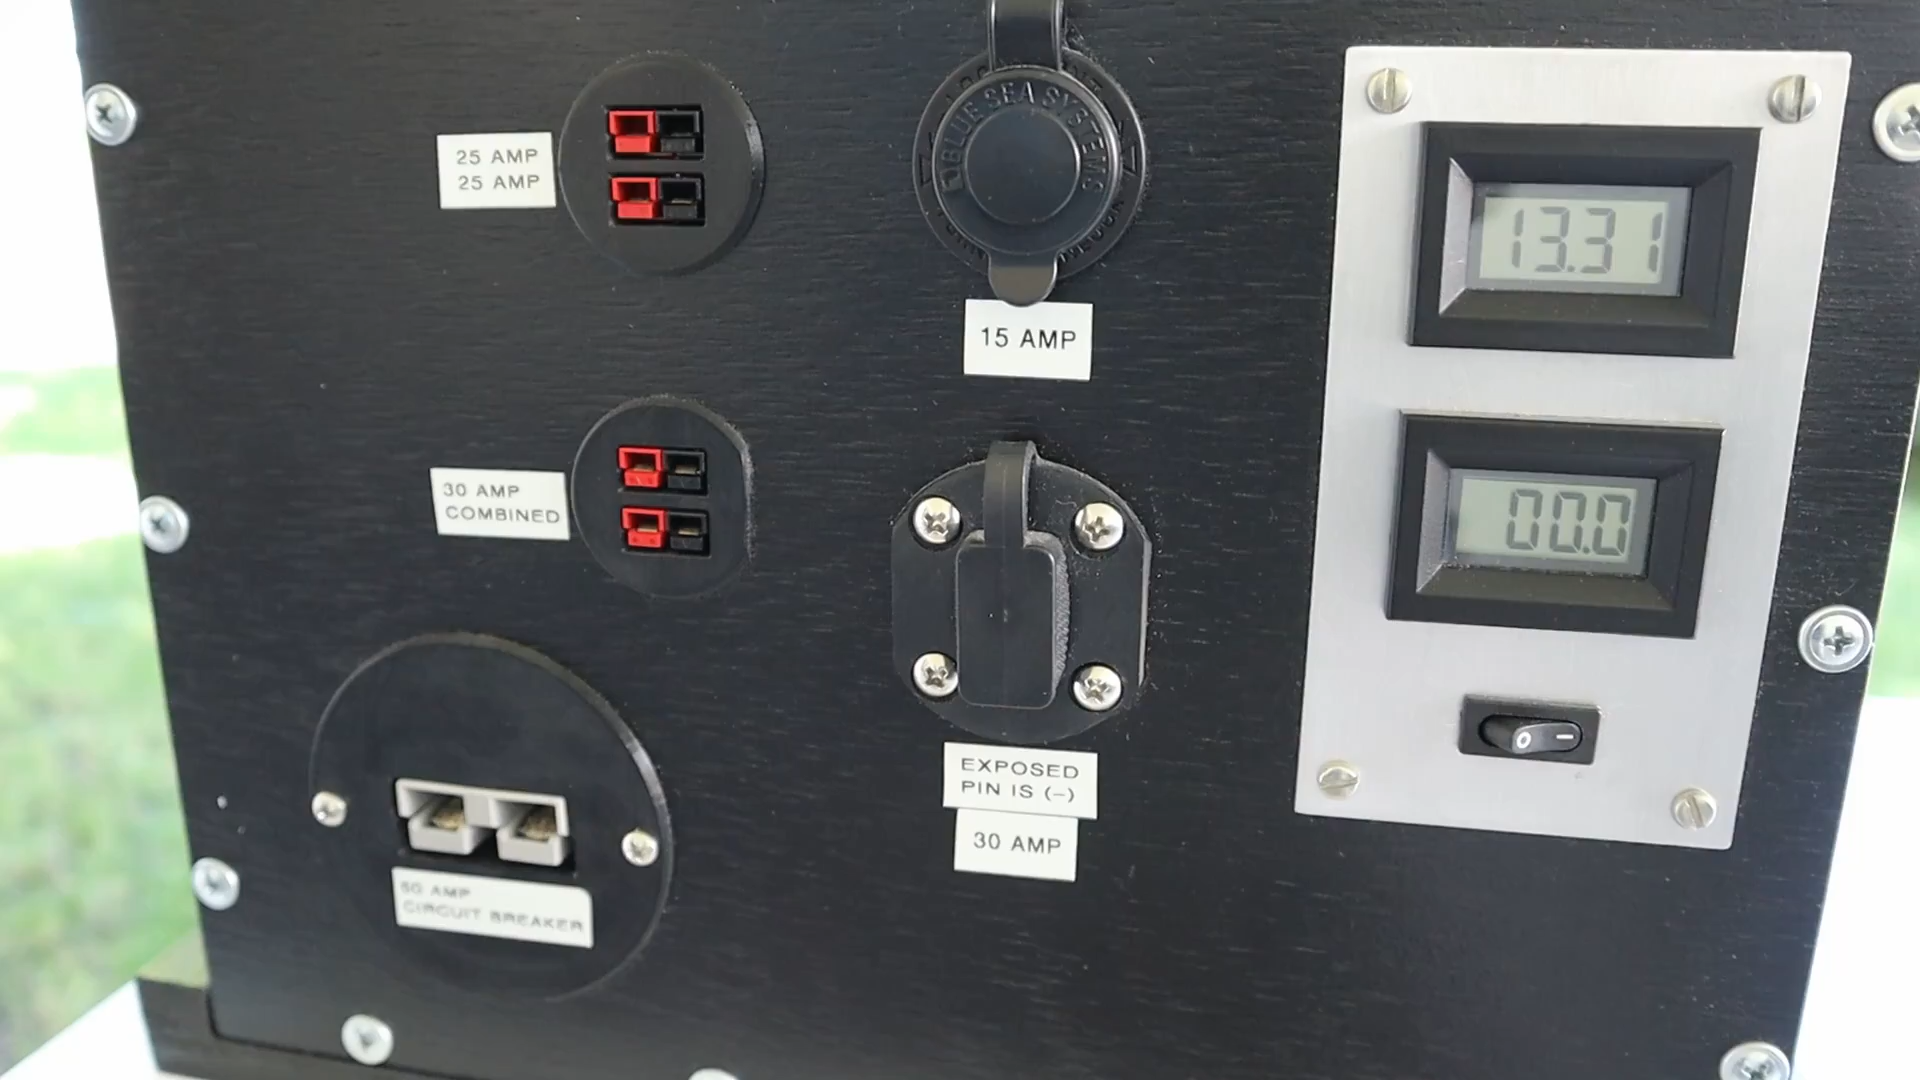 25 AMP
25 AMP
BLUE SEA SYSTEMS
15 AMP
13.31
30 AMP
COMBINED
00.0
EXPOSED
PIN IS (–)
30 AMP
AMP
CIRCUIT BREAKER